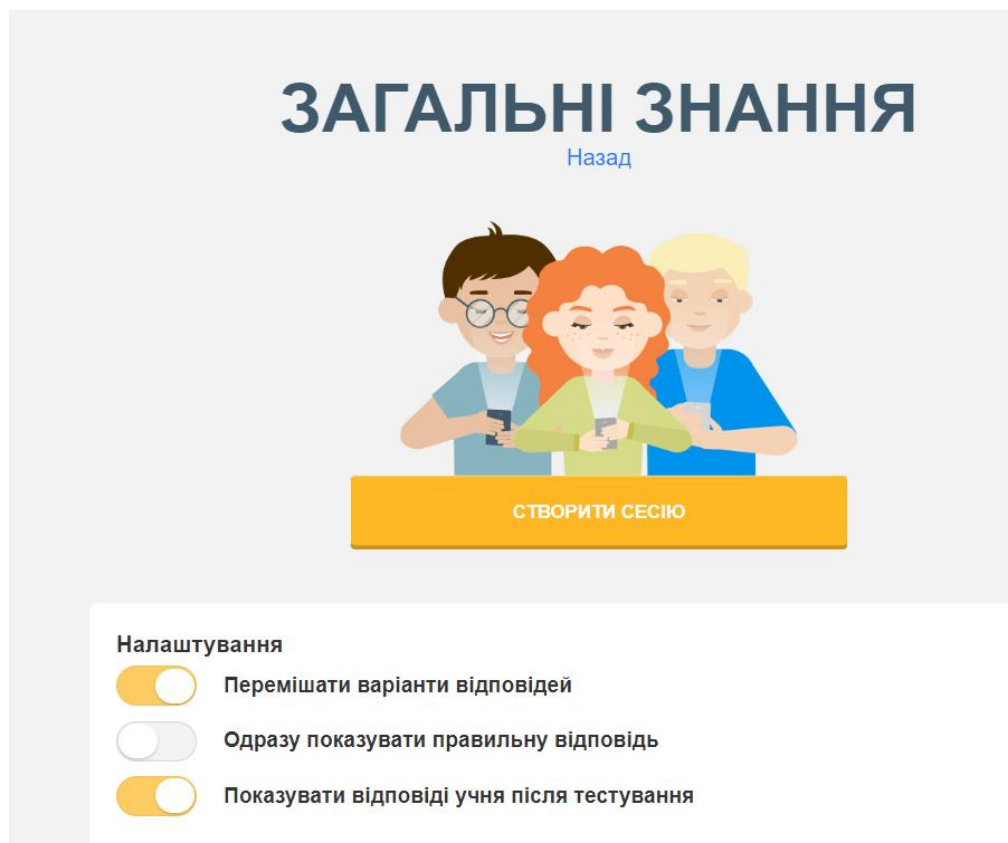 ЗАГАЛЬНІ ЗНАННЯ
Назад
СТВОРИТИ СЕСІЮ
Налаштування
Перемішати варіанти відповідей
Одразу показувати правильну відповідь
Показувати відповіді учня після тестування